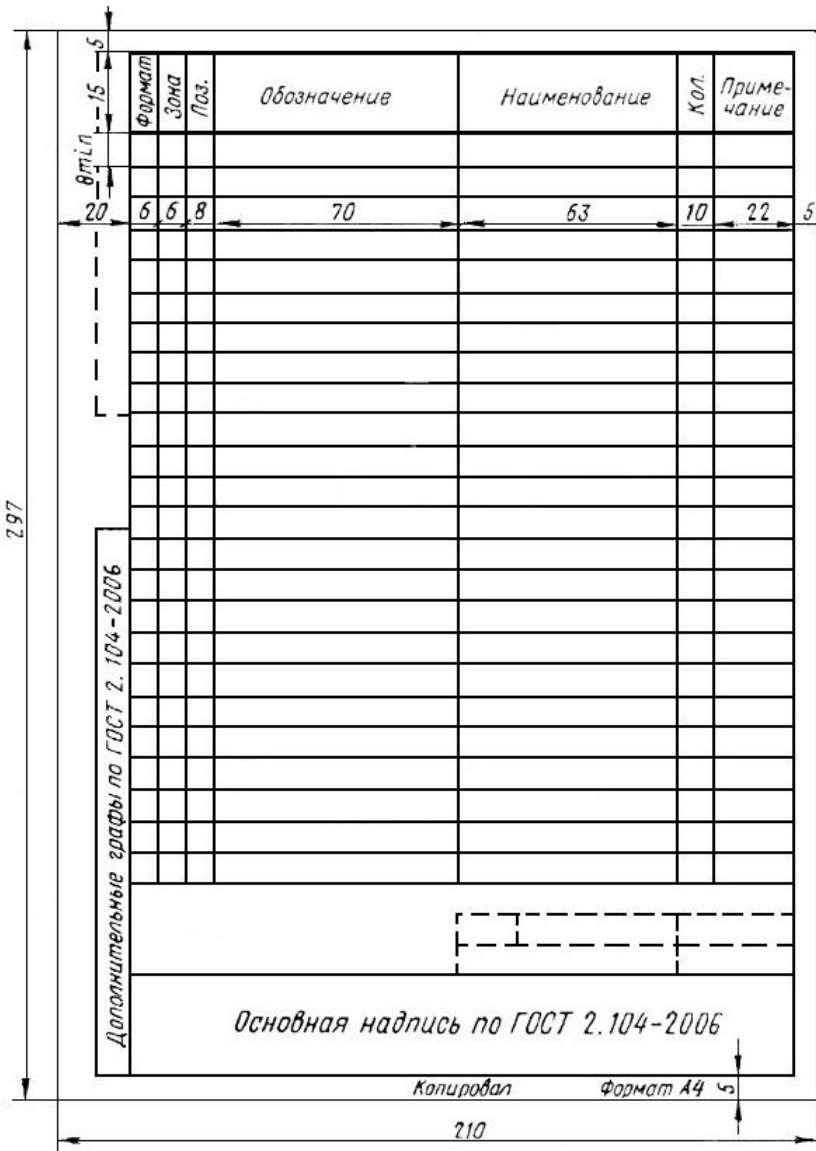 5
15
8min
Формат
Зона
Поз.
Обозначение
Наименование
Кол.
Приме-
чание
20
6
6
8
70
63
10
22
5
297
Дополнительные графы по ГОСТ 2.104-2006
Основная надпись по ГОСТ 2.104-2006
Копировал
Формат А4
5
210